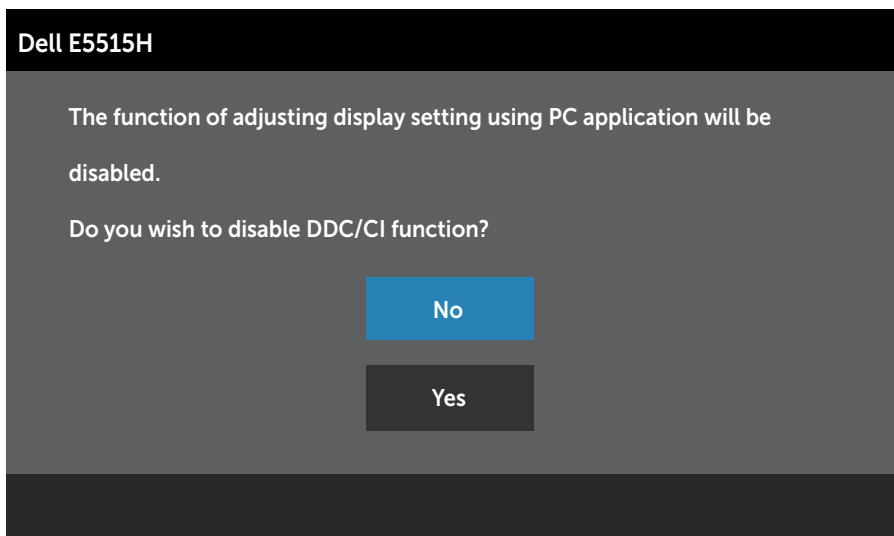 Dell E5515H
The function of adjusting display setting using PC application will be
disabled.
Do you wish to disable DDC/CI function?
No
Yes